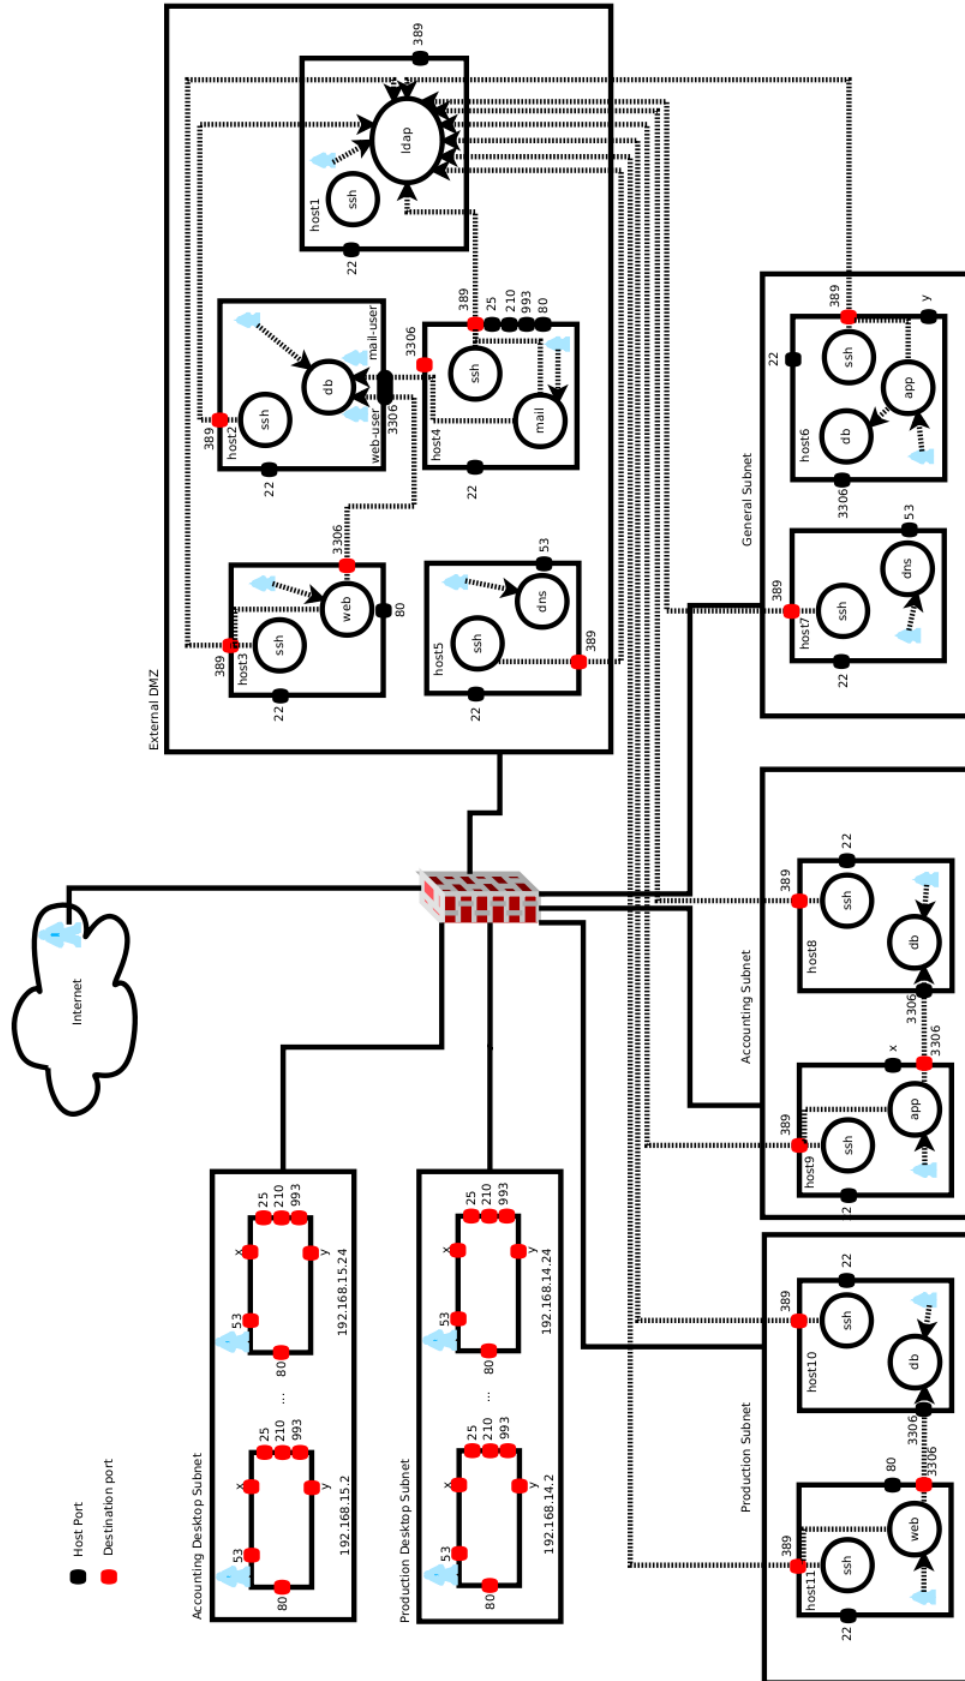 Host Port
Destination port
Internet
Accounting Desktop Subnet
53
x
25
210
993
80
y
192.168.15.2
...
53
x
25
210
993
80
y
192.168.15.24
Production Desktop Subnet
53
x
25
210
993
80
y
192.168.14.2
...
53
x
25
210
993
80
y
192.168.14.24
External DMZ
389
host3
ssh
web
22
3306
80
389
host2
ssh
db
22
web-user
mail-user
3306
host1
ssh
ldap
22
389
host5
ssh
dns
22
53
389
host4
3306
ssh
mail
22
389
25
210
993
80
Production Subnet
389
host11
ssh
web
22
80
3306
389
host10
ssh
db
22
3306
Accounting Subnet
389
host9
ssh
app
22
x
3306
389
host8
ssh
db
22
3306
General Subnet
389
host7
ssh
dns
22
53
host6
22
389
ssh
db
app
3306
y